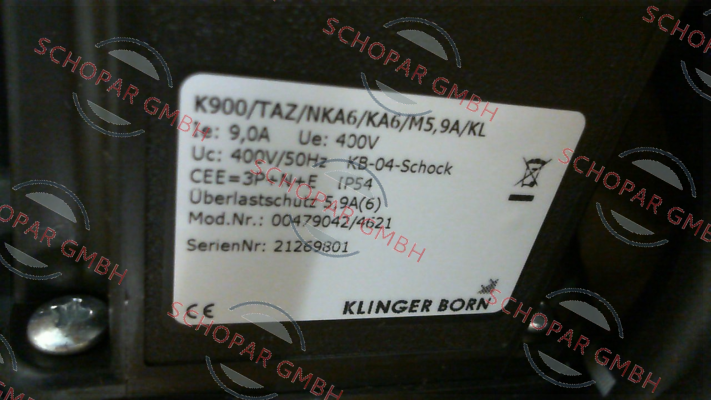 K900/TAZ/NKA6/KA6/M5,9A/KL
Ie: 9,0A Ue: 400V
Uc: 400V/50Hz KB-04-Schock
CEE=3P+N+E IP54
Überlastschutz 5,9A(6)
Mod.Nr.: 00479042/4621
SerienNr: 21269801
CE KLINGER BORN
SCHOPAR GMBH
SCHOPAR GMBH
SCHOPAR GMBH
SCHOPAR GMBH
SCHOPAR GMBH
SCHOPAR GMBH
SCHOPAR GMBH
SCHOPAR GMBH